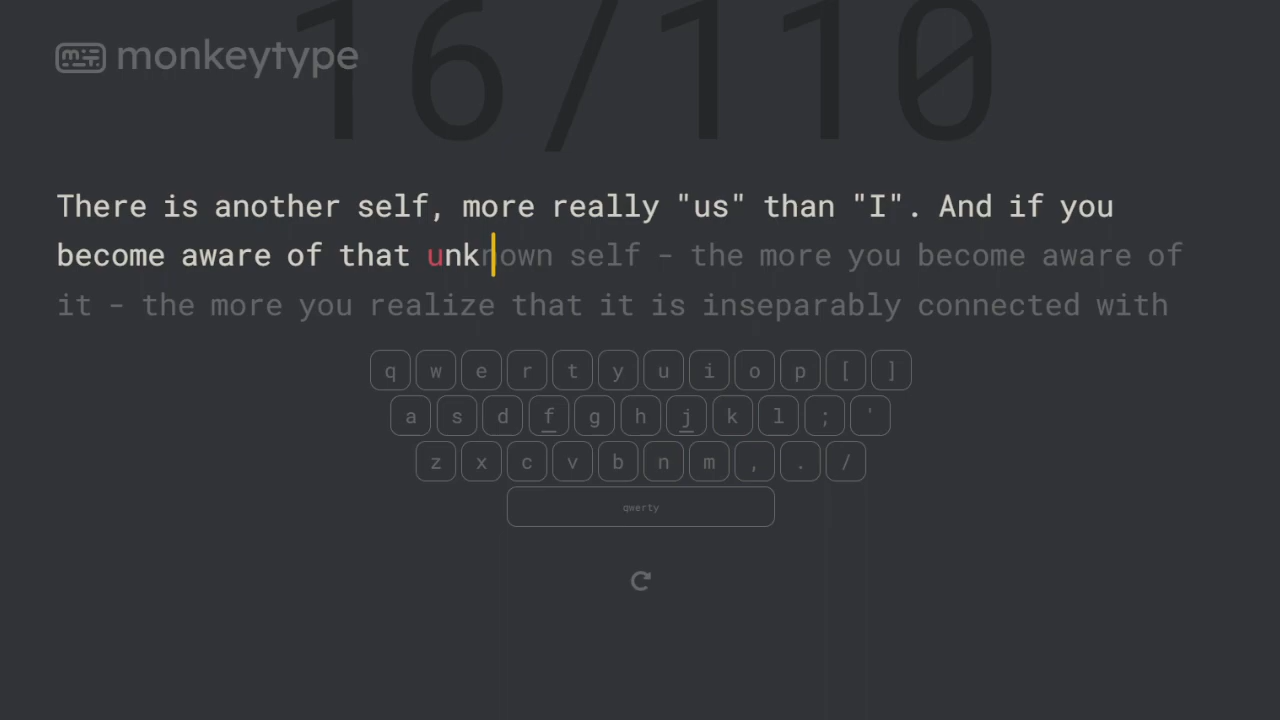 16/110
monkeytype
There is another self, more really "us" than "I". And if you
become aware of that unknown self - the more you become aware of
it - the more you realize that it is inseparably connected with
q w e r t y u i o p [ ]
a s d f g h j k l ; '
z x c v b n m , . /
qwerty